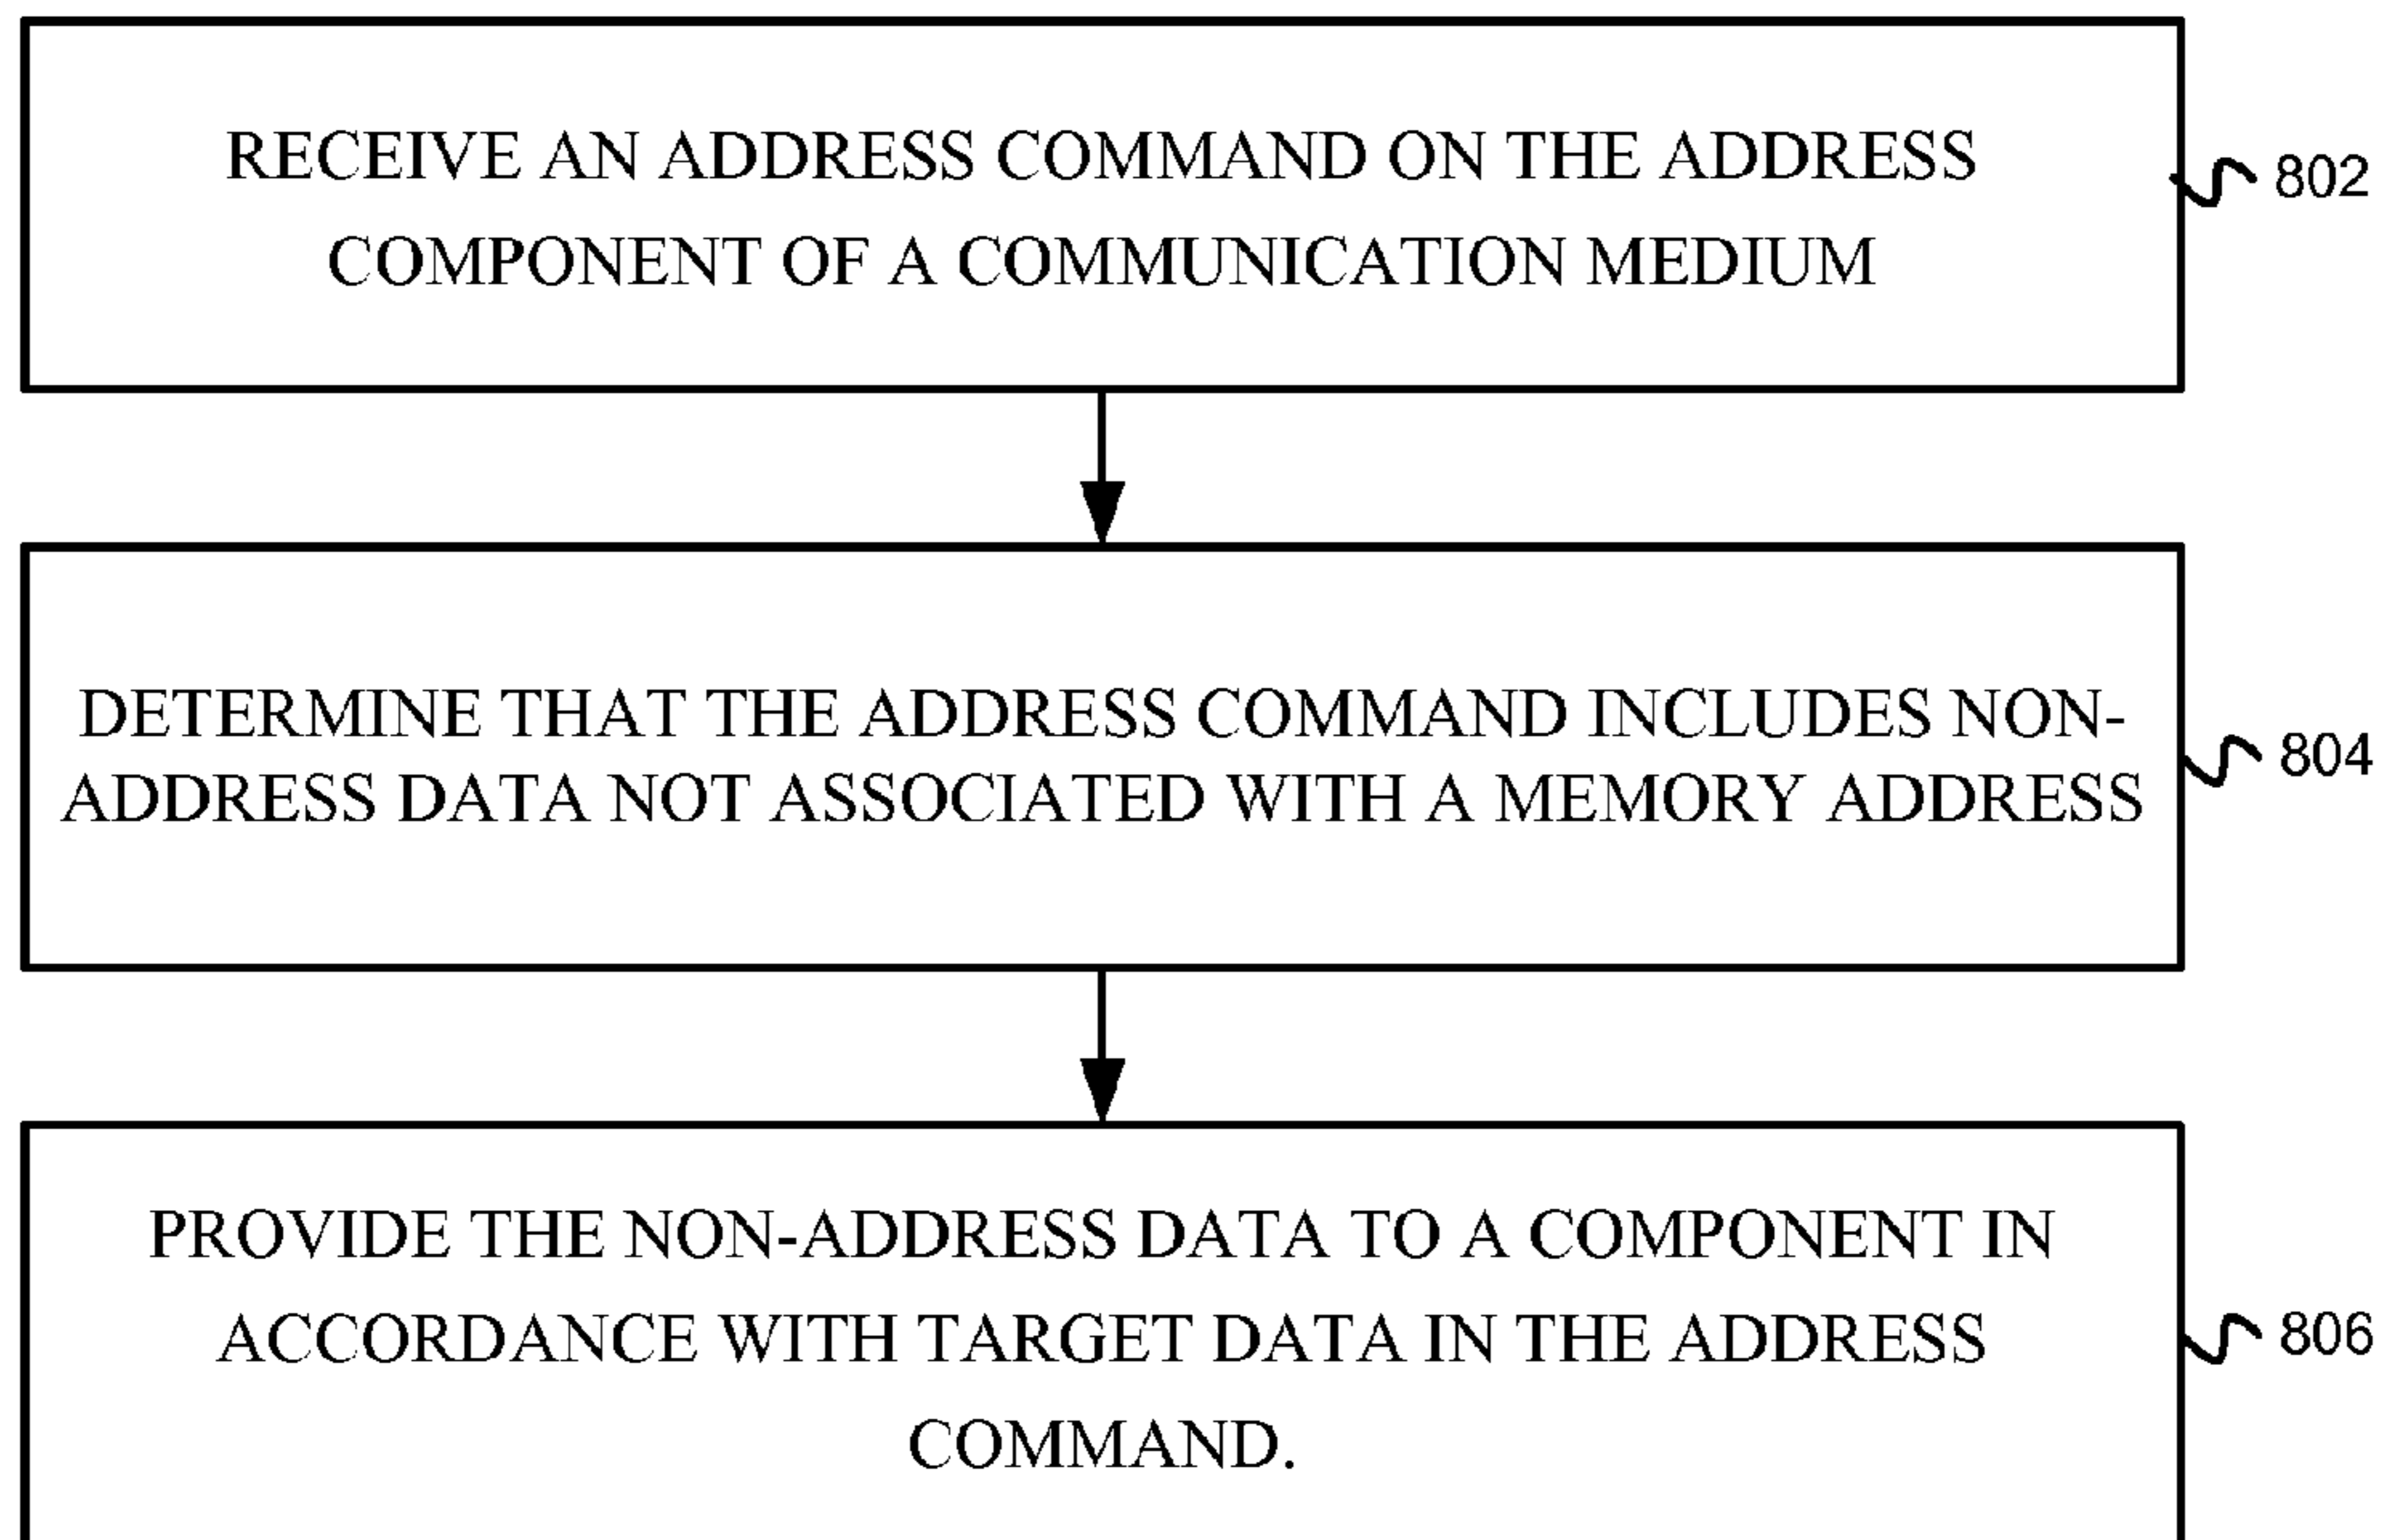 RECEIVE AN ADDRESS COMMAND ON THE ADDRESS
COMPONENT OF A COMMUNICATION MEDIUM
802
DETERMINE THAT THE ADDRESS COMMAND INCLUDES NON-
ADDRESS DATA NOT ASSOCIATED WITH A MEMORY ADDRESS
804
PROVIDE THE NON-ADDRESS DATA TO A COMPONENT IN
ACCORDANCE WITH TARGET DATA IN THE ADDRESS
COMMAND.
806